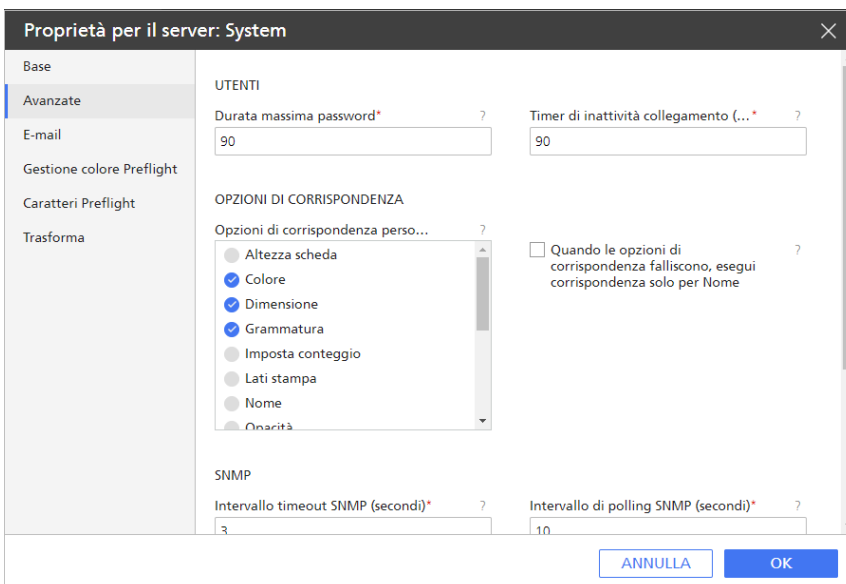 Proprietà per il server: System
Base
Avanzate
E-mail
Gestione colore Preflight
Caratteri Preflight
Trasforma
UTENTI
Durata massima password* ?
90
Timer di inattività collegamento (...* ?
90
OPZIONI DI CORRISPONDENZA
Opzioni di corrispondenza perso... ?
Altezza scheda
Colore
Dimensione
Grammatura
Imposta conteggio
Lati stampa
Nome
Opacità
Quando le opzioni di ?
corrispondenza falliscono, esegui
corrispondenza solo per Nome
SNMP
Intervallo timeout SNMP (secondi)* ?
3
Intervallo di polling SNMP (secondi)* ?
10
ANNULLA
OK